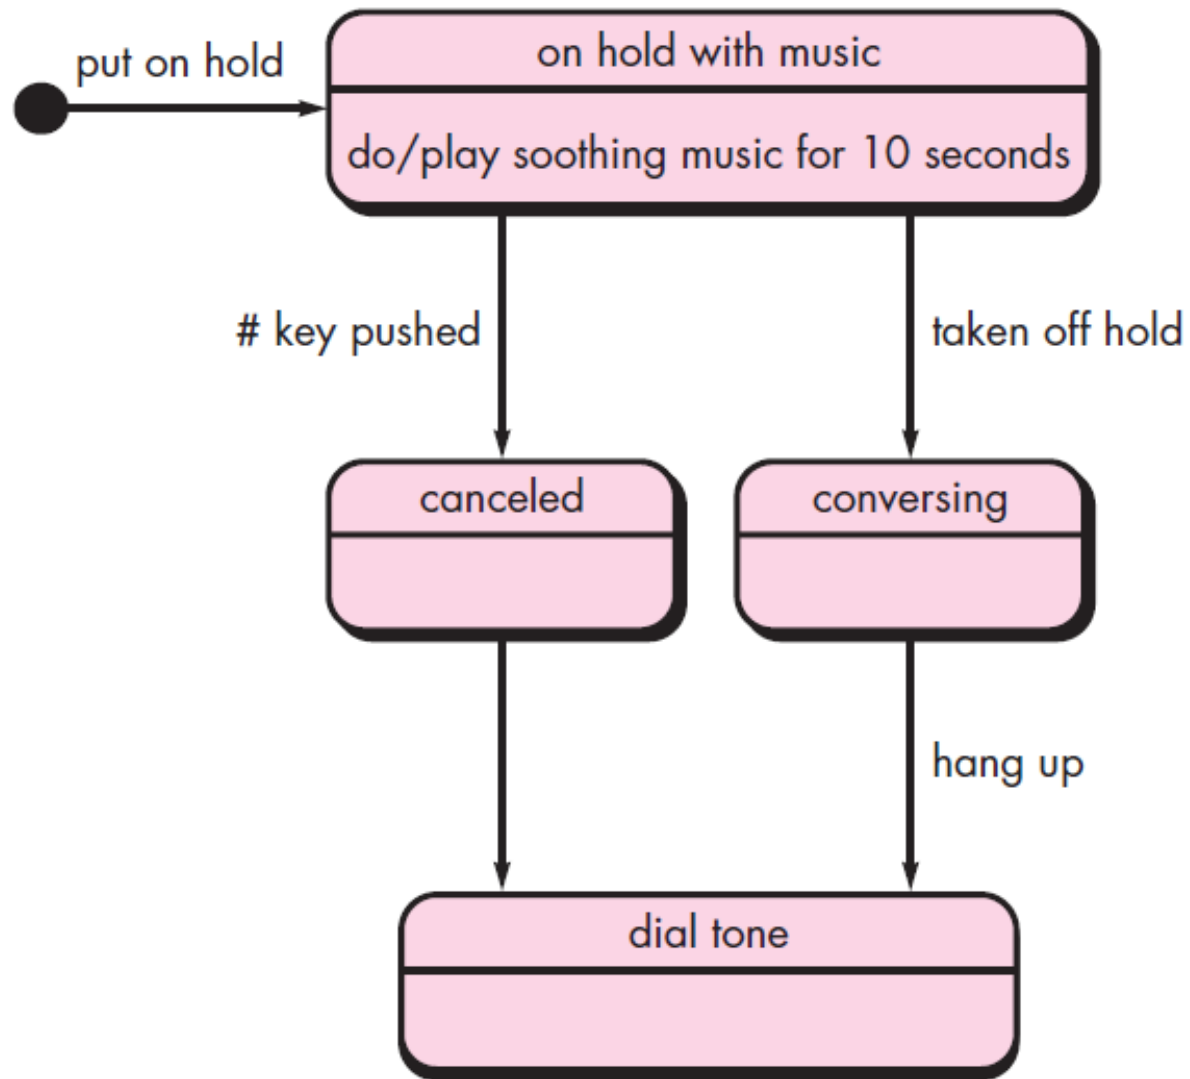 put on hold
on hold with music
do/play soothing music for 10 seconds
# key pushed
taken off hold
canceled
conversing
hang up
dial tone